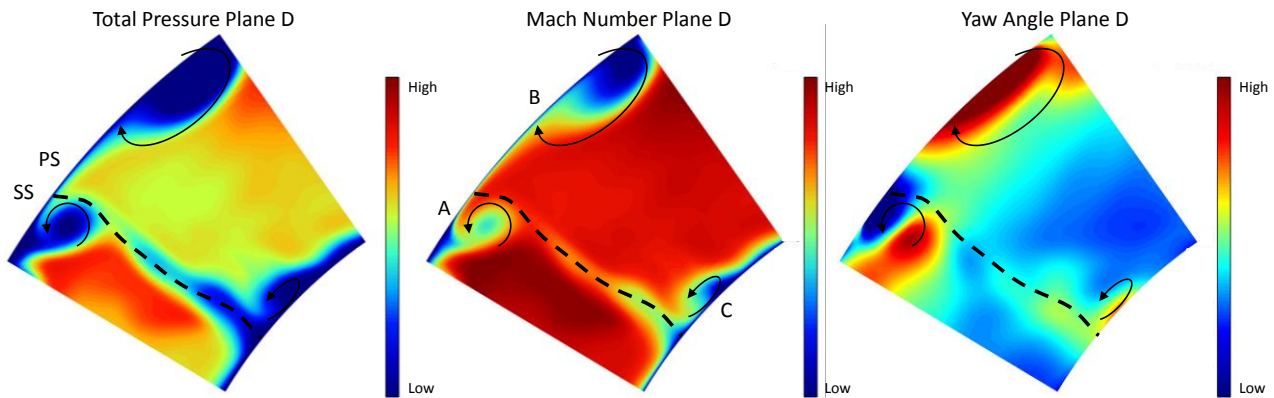 Total Pressure Plane D
Mach Number Plane D
Yaw Angle Plane D
High
High
High
B
PS
SS
A
C
Low
Low
Low